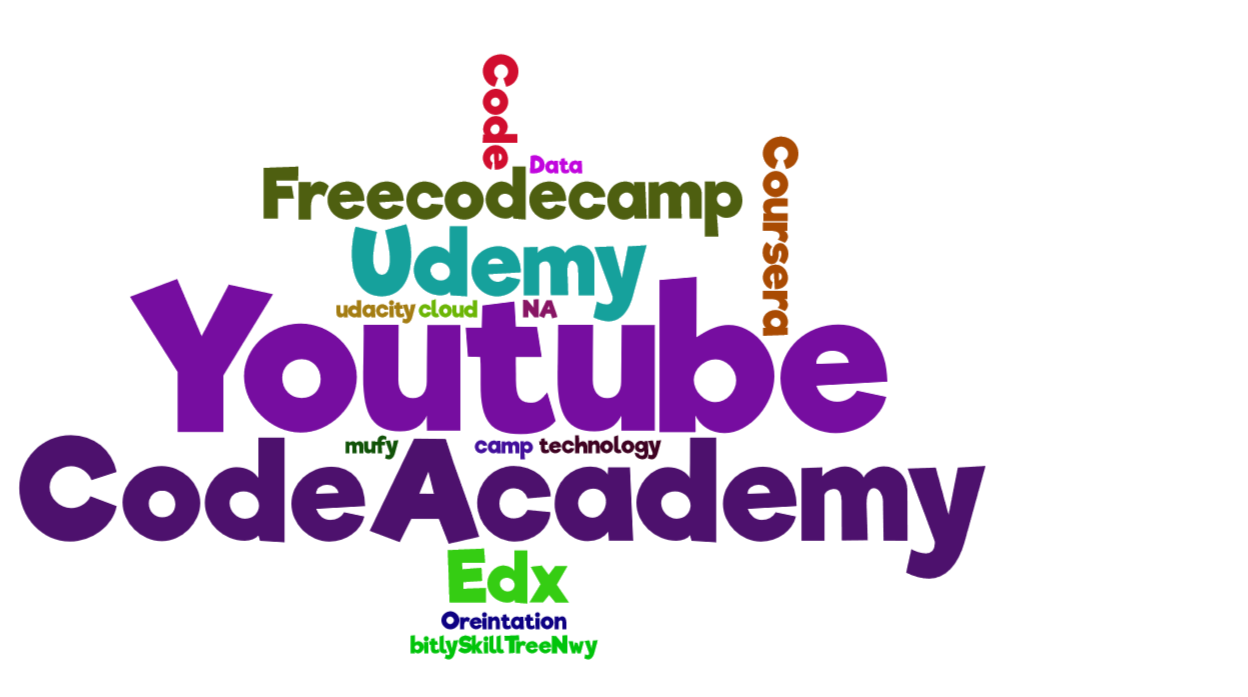 Code
Data
Coursera
Freecodecamp
Udemy
udacity cloud NA
Youtube
mufy camp technology
CodeAcademy
Edx
Oreintation
bitlySkillTreeNwy